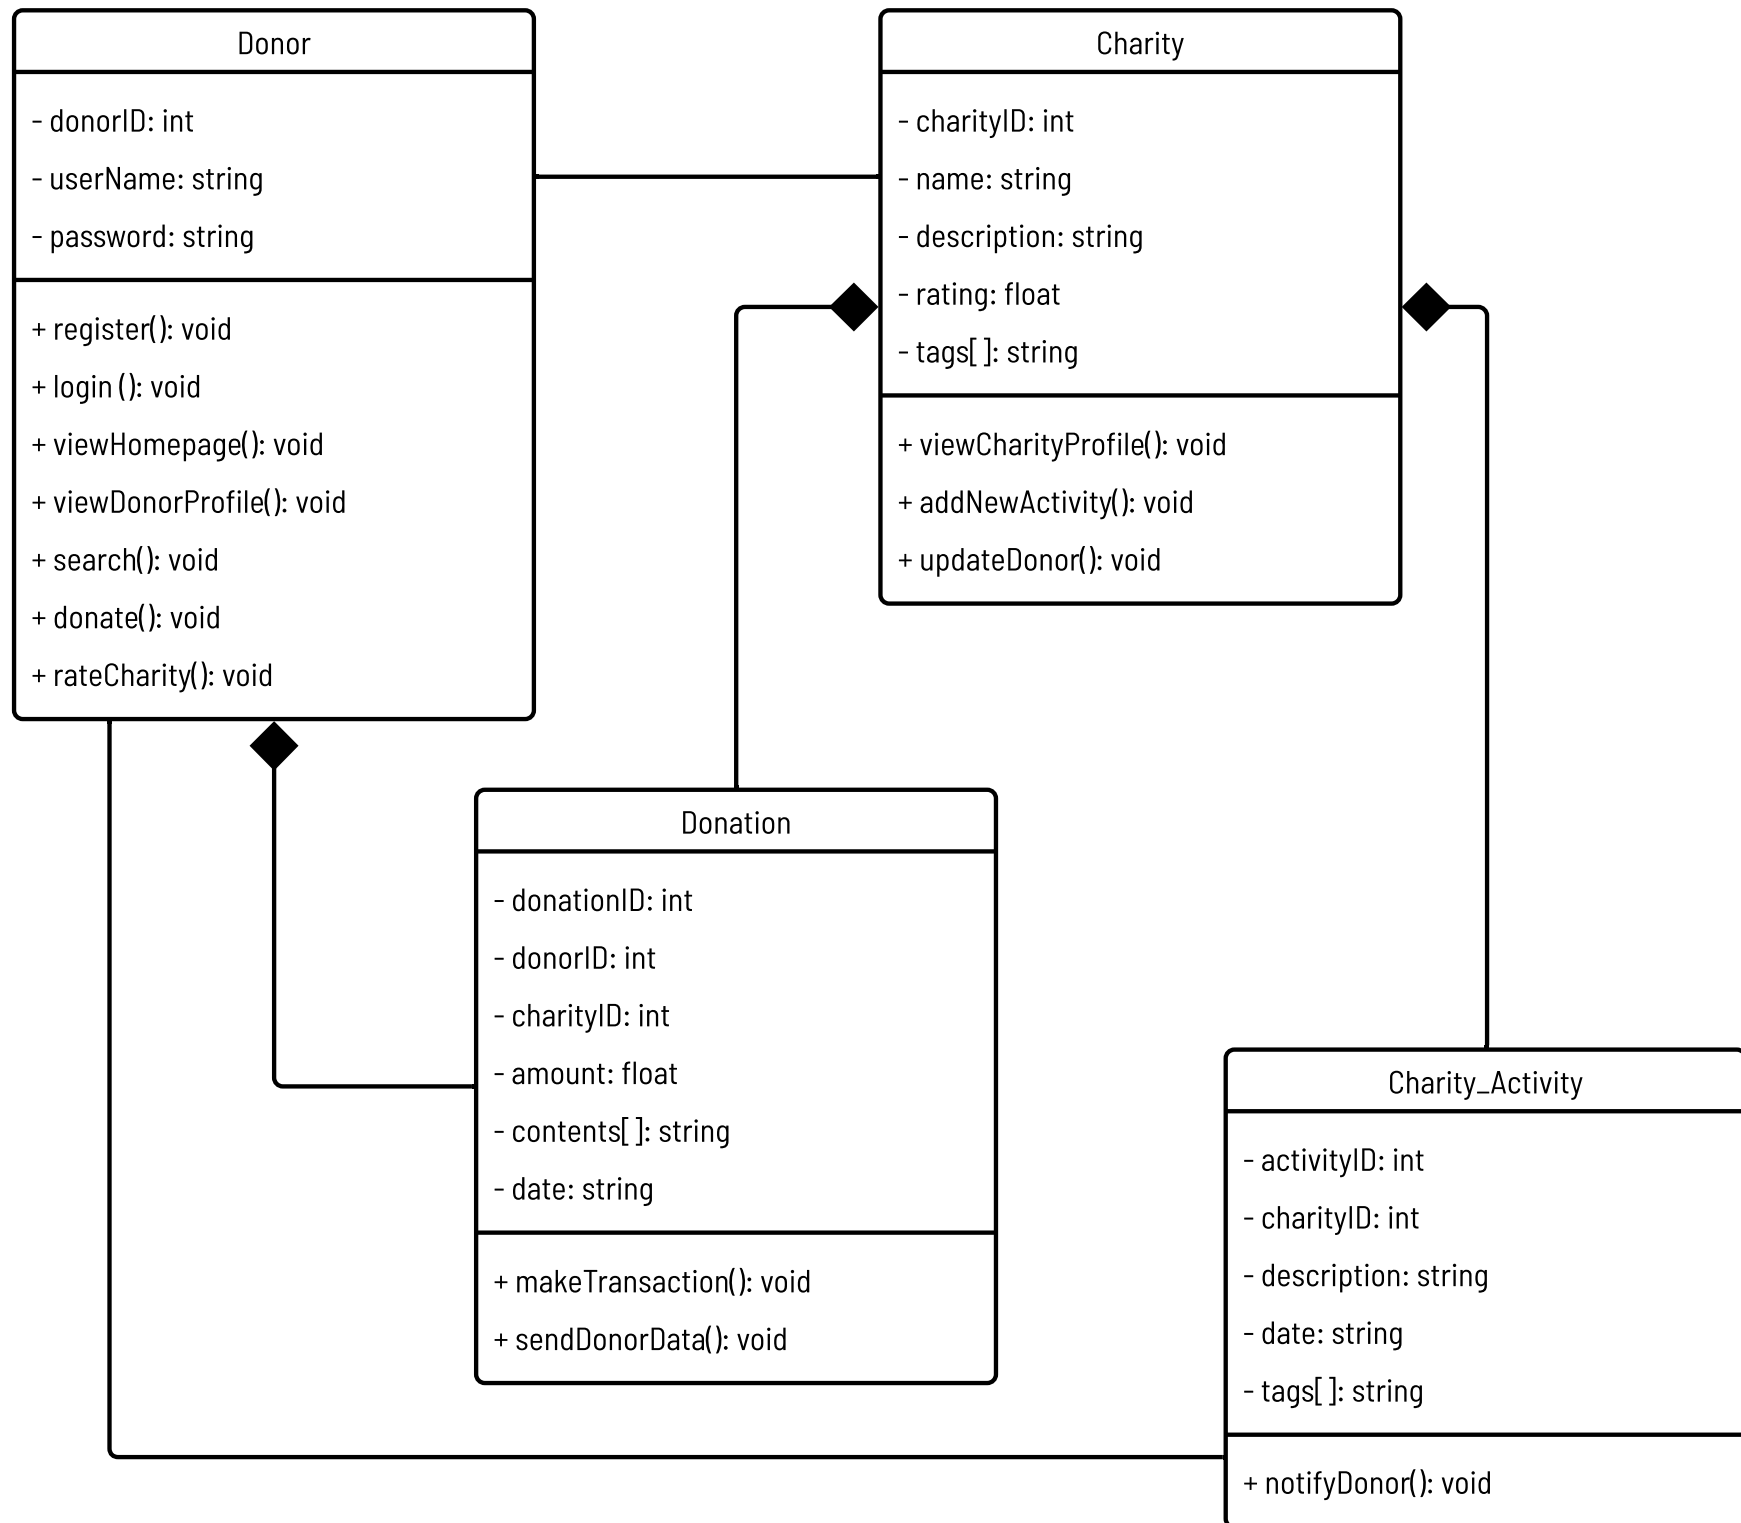 Donor
- donorID: int
- userName: string
- password: string
+ register(): void
+ login (): void
+ viewHomepage(): void
+ viewDonorProfile(): void
+ search(): void
+ donate(): void
+ rateCharity(): void
Charity
- charityID: int
- name: string
- description: string
- rating: float
- tags[ ]: string
+ viewCharityProfile(): void
+ addNewActivity(): void
+ updateDonor(): void
Donation
- donationID: int
- donorID: int
- charityID: int
- amount: float
- contents[ ]: string
- date: string
+ makeTransaction(): void
+ sendDonorData(): void
Charity_Activity
- activityID: int
- charityID: int
- description: string
- date: string
- tags[ ]: string
+ notifyDonor(): void